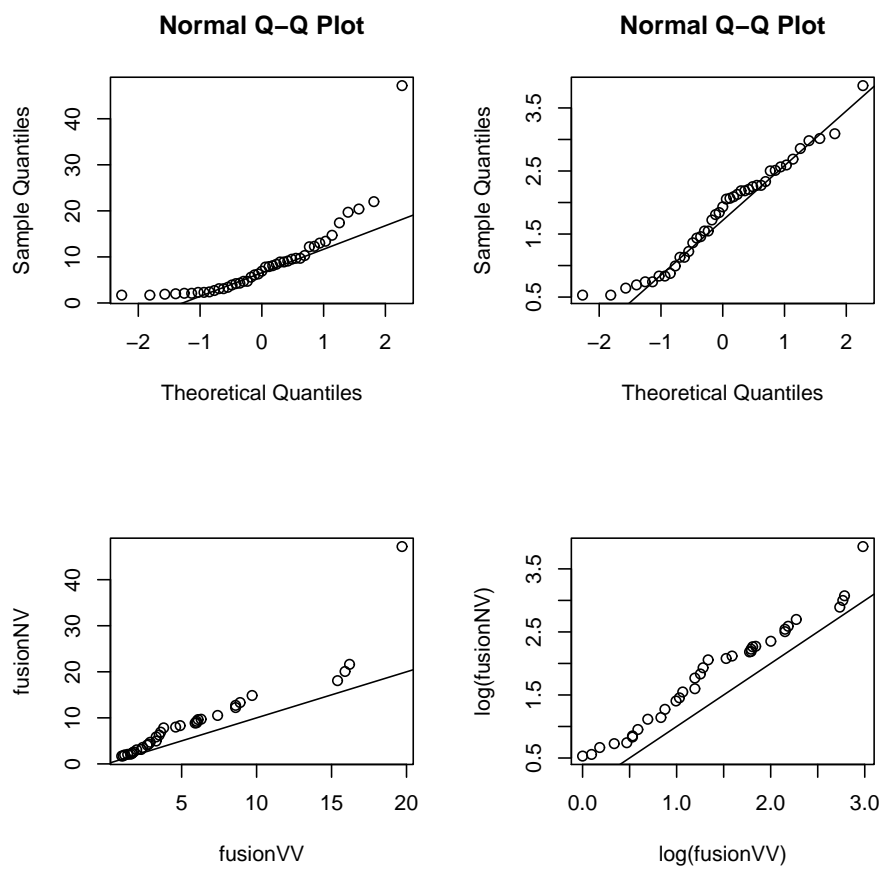 Normal Q−Q Plot
Sample Quantiles
0 10 20 30 40
−2 −1 0 1 2
Theoretical Quantiles
Normal Q−Q Plot
Sample Quantiles
0.5 1.5 2.5 3.5
−2 −1 0 1 2
Theoretical Quantiles
fusionNV
0 10 20 30 40
5 10 15 20
fusionVV
log(fusionNV)
0.5 1.5 2.5 3.5
0.0 1.0 2.0 3.0
log(fusionVV)